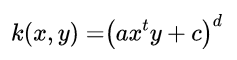 k(x, y) = (ax^t y + c)^d